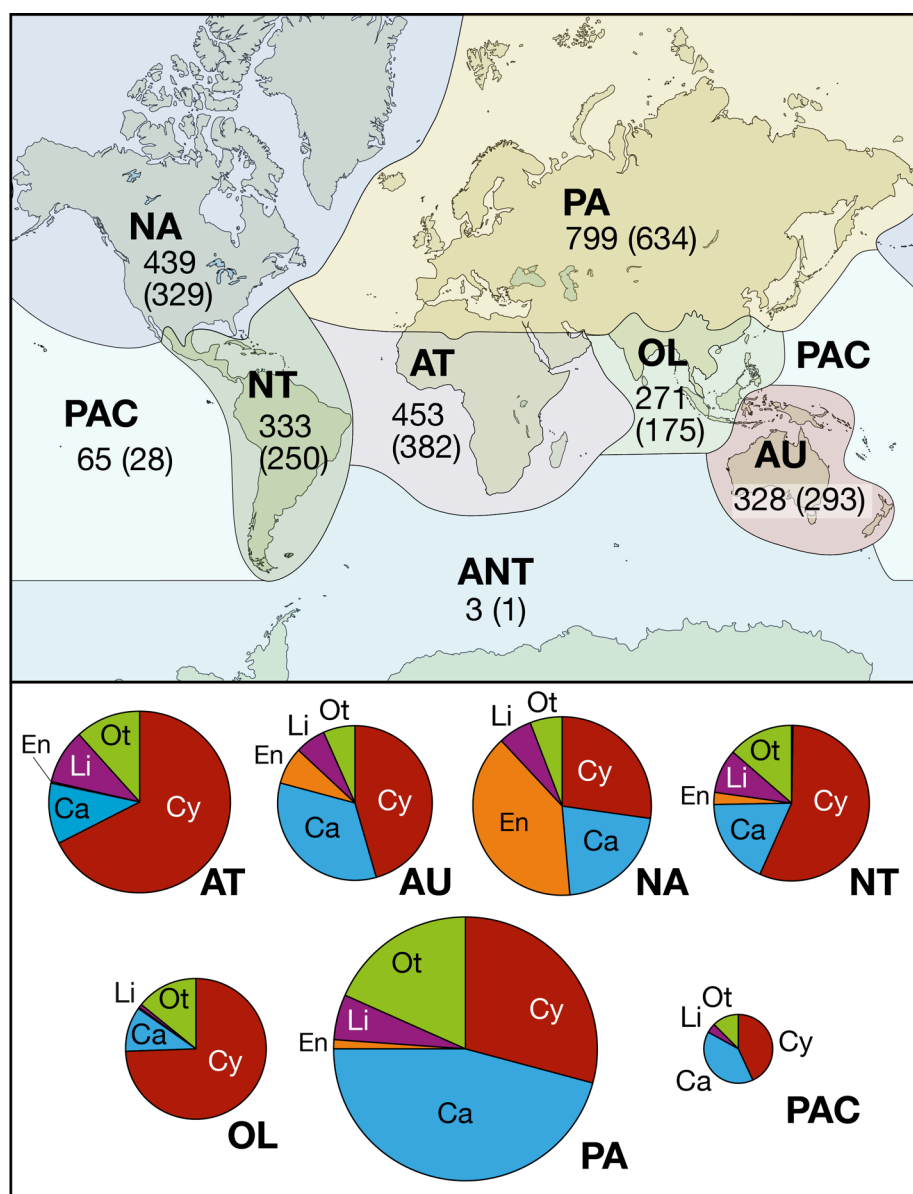 NA
439
(329)
PA
799 (634)
PAC
65 (28)
NT
333
(250)
AT
453
(382)
OL
271
(175)
PAC
AU
328 (293)
ANT
3 (1)
En
Li
Ot
Ca
Cy
AT
Li
Ot
En
Ca
Cy
AU
Li
Ot
En
Cy
Ca
NA
Ot
Li
En
Ca
Cy
NT
Li
Ot
Ca
Cy
OL
Ot
Li
En
Cy
Ca
PA
Ot
Li
Cy
Ca
PAC